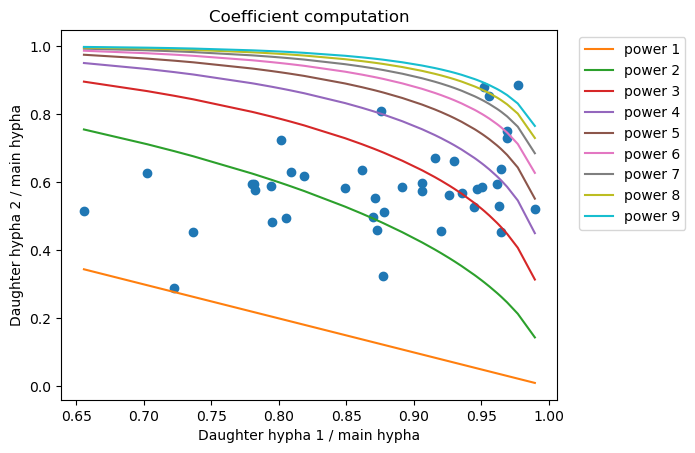 Coefficient computation
1.0
0.8
0.6
0.4
0.2
0.0
Daughter hypha 2 / main hypha
0.65
0.70
0.75
0.80
0.85
0.90
0.95
1.00
Daughter hypha 1 / main hypha
power 1
power 2
power 3
power 4
power 5
power 6
power 7
power 8
power 9